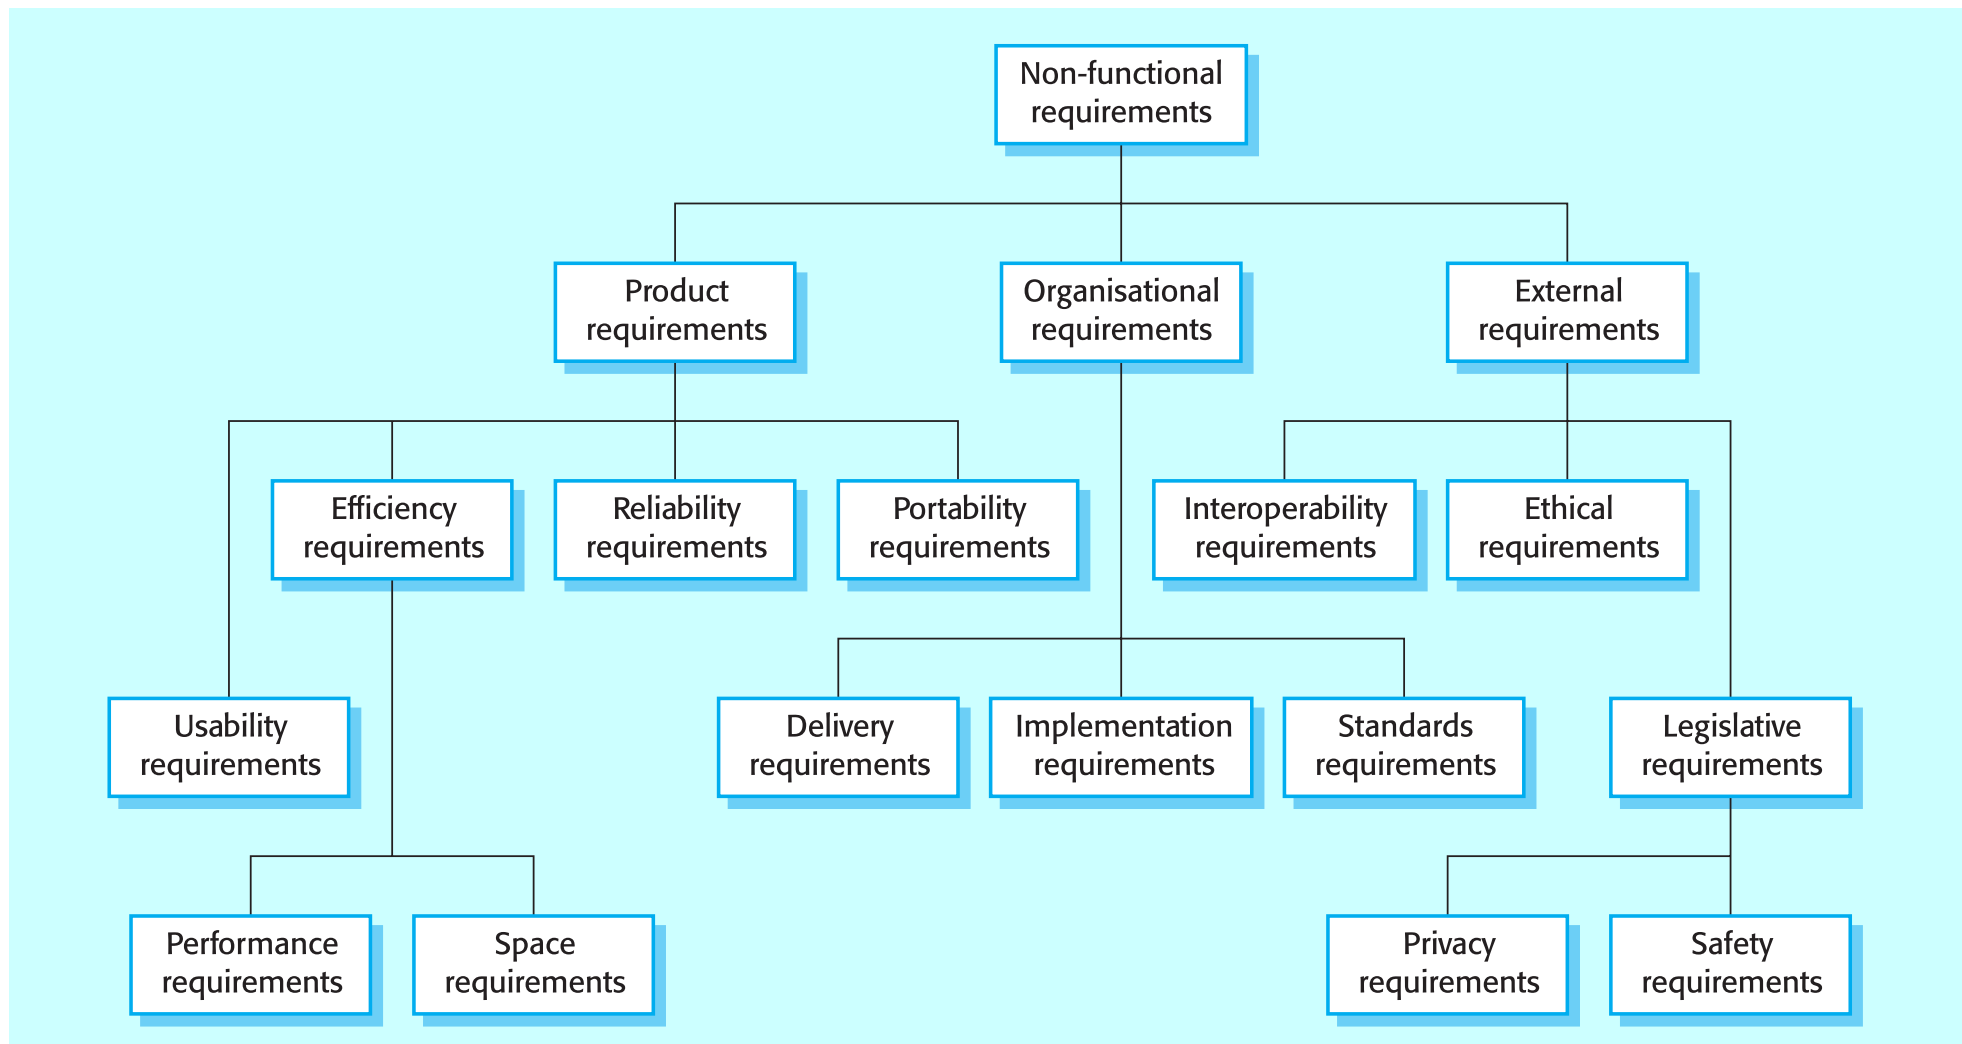 Non-functional
requirements
Product
requirements
Organisational
requirements
External
requirements
Efficiency
requirements
Reliability
requirements
Portability
requirements
Interoperability
requirements
Ethical
requirements
Usability
requirements
Delivery
requirements
Implementation
requirements
Standards
requirements
Legislative
requirements
Performance
requirements
Space
requirements
Privacy
requirements
Safety
requirements